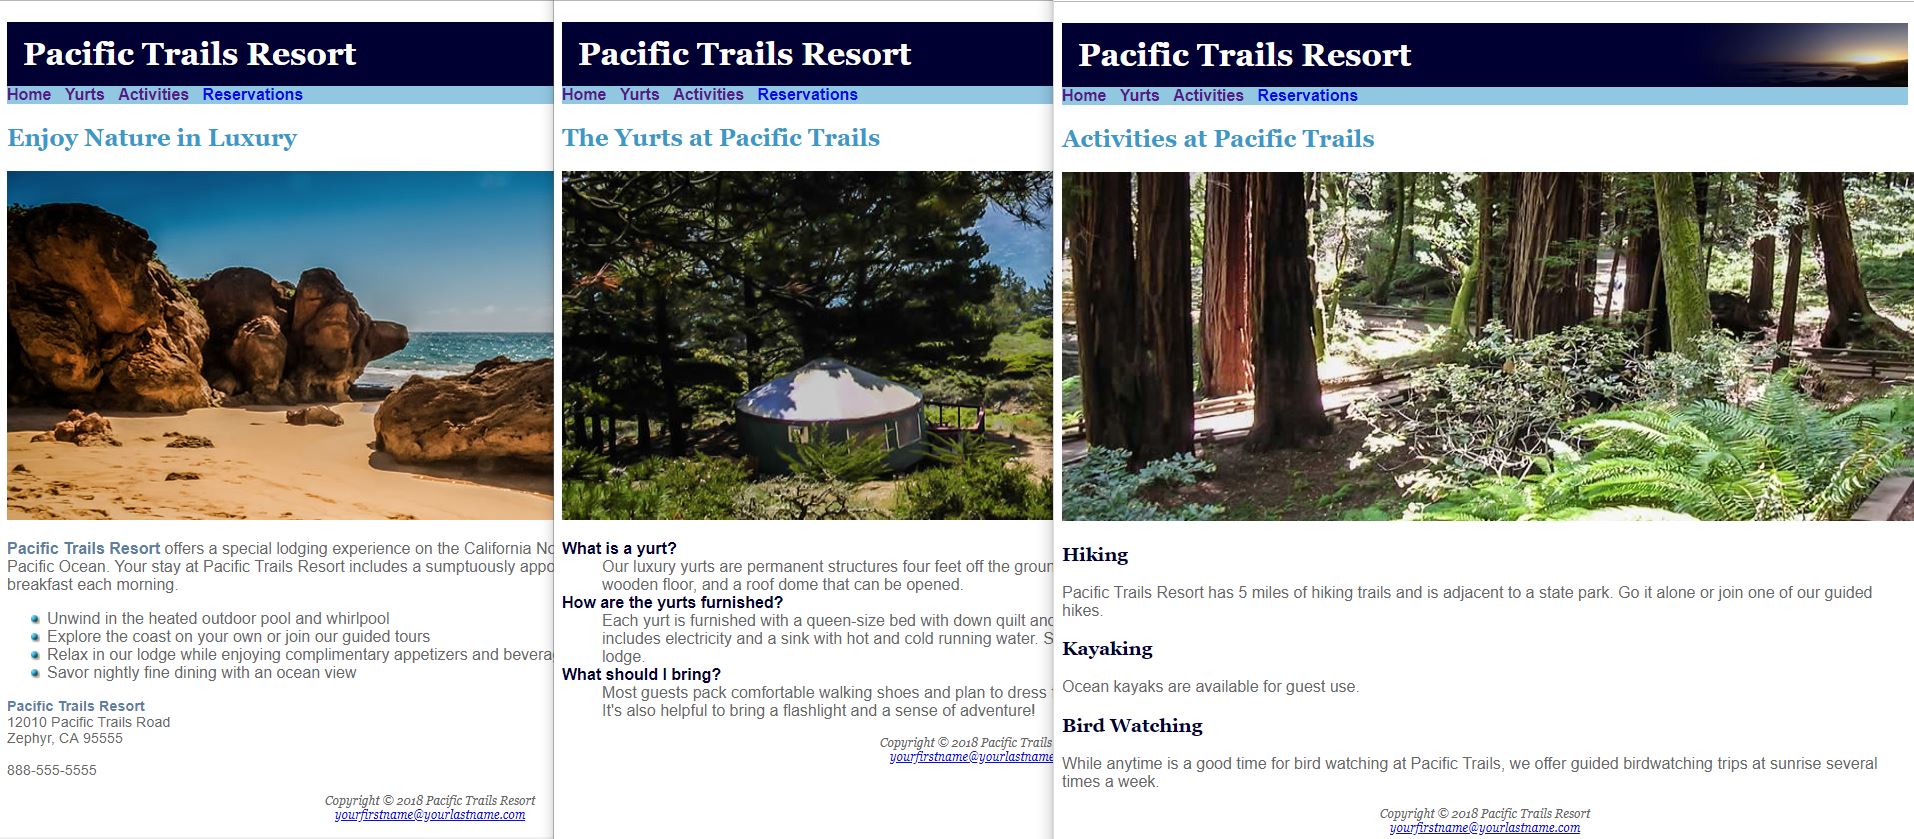 Pacific Trails Resort
Home Yurts Activities Reservations
Enjoy Nature in Luxury
Pacific Trails Resort offers a special lodging experience on the California
Pacific Ocean. Your stay at Pacific Trails Resort includes a sumptuously
breakfast each morning.
Unwind in the heated outdoor pool and whirlpool
Explore the coast on your own or join our guided tours
Relax in our lodge while enjoying complimentary appetizers and
Savor nightly fine dining with an ocean view
Pacific Trails Resort
12010 Pacific Trails Road
Zephyr, CA 95555
888-555-5555
Copyright © 2018 Pacific Trails Resort
yourfirstname@yourlastname.com
Pacific Trails Resort
Home Yurts Activities Reservations
The Yurts at Pacific Trails
What is a yurt?
Our luxury yurts are permanent structures four feet off the
wooden floor, and a roof dome that can be opened.
How are the yurts furnished?
Each yurt is furnished with a queen-size bed with down quilt and
includes electricity and a sink with hot and cold running water.
lodge.
What should I bring?
Most guests pack comfortable walking shoes and plan to dress
It's also helpful to bring a flashlight and a sense of adventure!
Copyright © 2018 Pacific Trails
yourfirstname@yourlastname
Pacific Trails Resort
Home Yurts Activities Reservations
Activities at Pacific Trails
Hiking
Pacific Trails Resort has 5 miles of hiking trails and is adjacent to a state park. Go it alone or join one of our guided
hikes.
Kayaking
Ocean kayaks are available for guest use.
Bird Watching
While anytime is a good time for bird watching at Pacific Trails, we offer guided birdwatching trips at sunrise several
times a week.
Copyright © 2018 Pacific Trails Resort
yourfirstname@yourlastname.com